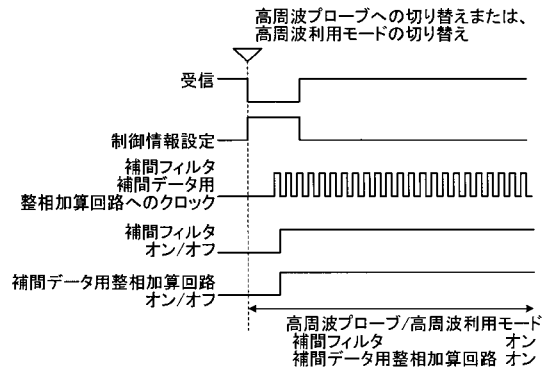 高周波プローブへの切り替えまたは、
高周波利用モードの切り替え
受信
制御情報設定
補間フィルタ
補間データ用
整相加算回路へのクロック
補間フィルタ
オン/オフ
補間データ用整相加算回路
オン/オフ
高周波プローブ/高周波利用モード
補間フィルタ オン
補間データ用整相加算回路 オン